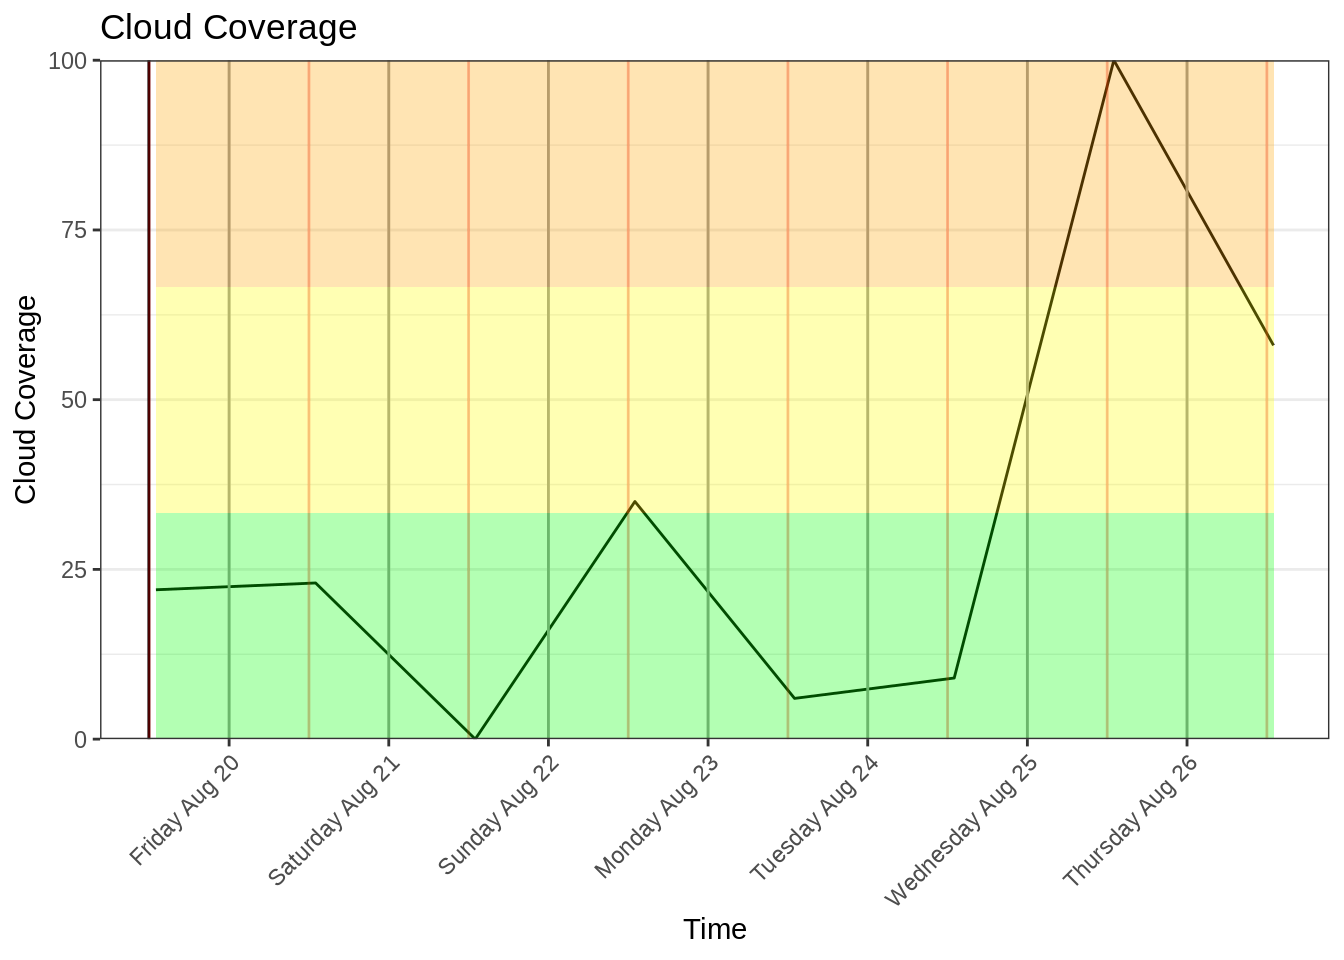 Cloud Coverage
100
75
50
25
0
Cloud Coverage
Friday Aug 20
Saturday Aug 21
Sunday Aug 22
Monday Aug 23
Tuesday Aug 24
Wednesday Aug 25
Thursday Aug 26
Time